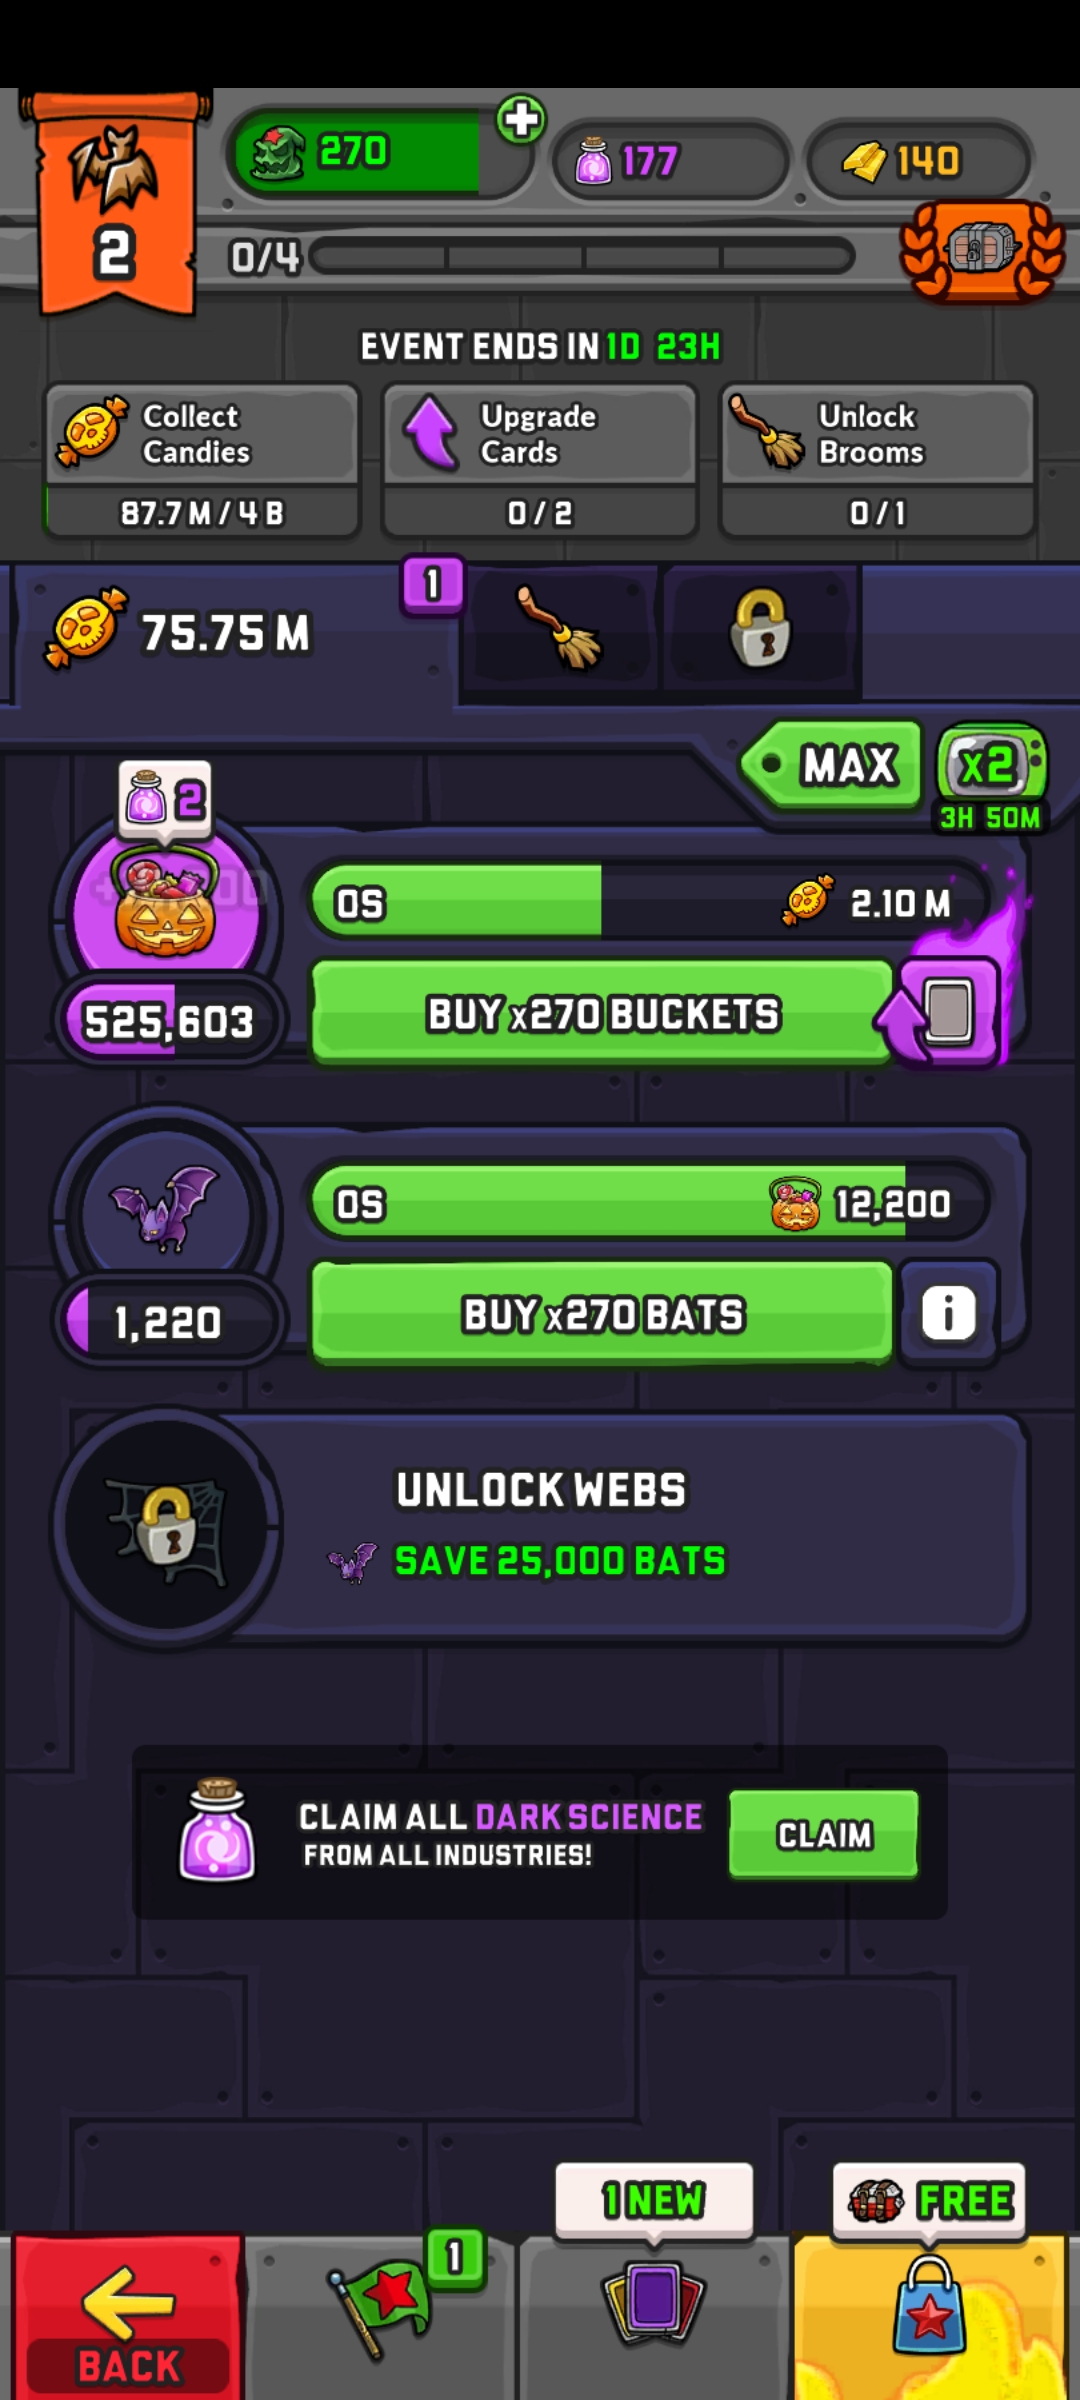 270
177
140
2
0/4
EVENT ENDS IN 1D 23H
Collect
Candies
87.7 M / 4 B
Upgrade
Cards
0 / 2
Unlock
Brooms
0 / 1
75.75 M
1
MAX
x2
3H 50M
2
0S
2.10 M
525,603
BUY x270 BUCKETS
0S
12,200
1,220
BUY x270 BATS
i
UNLOCK WEBS
SAVE 25,000 BATS
CLAIM ALL DARK SCIENCE
FROM ALL INDUSTRIES!
CLAIM
1 NEW
FREE
1
BACK